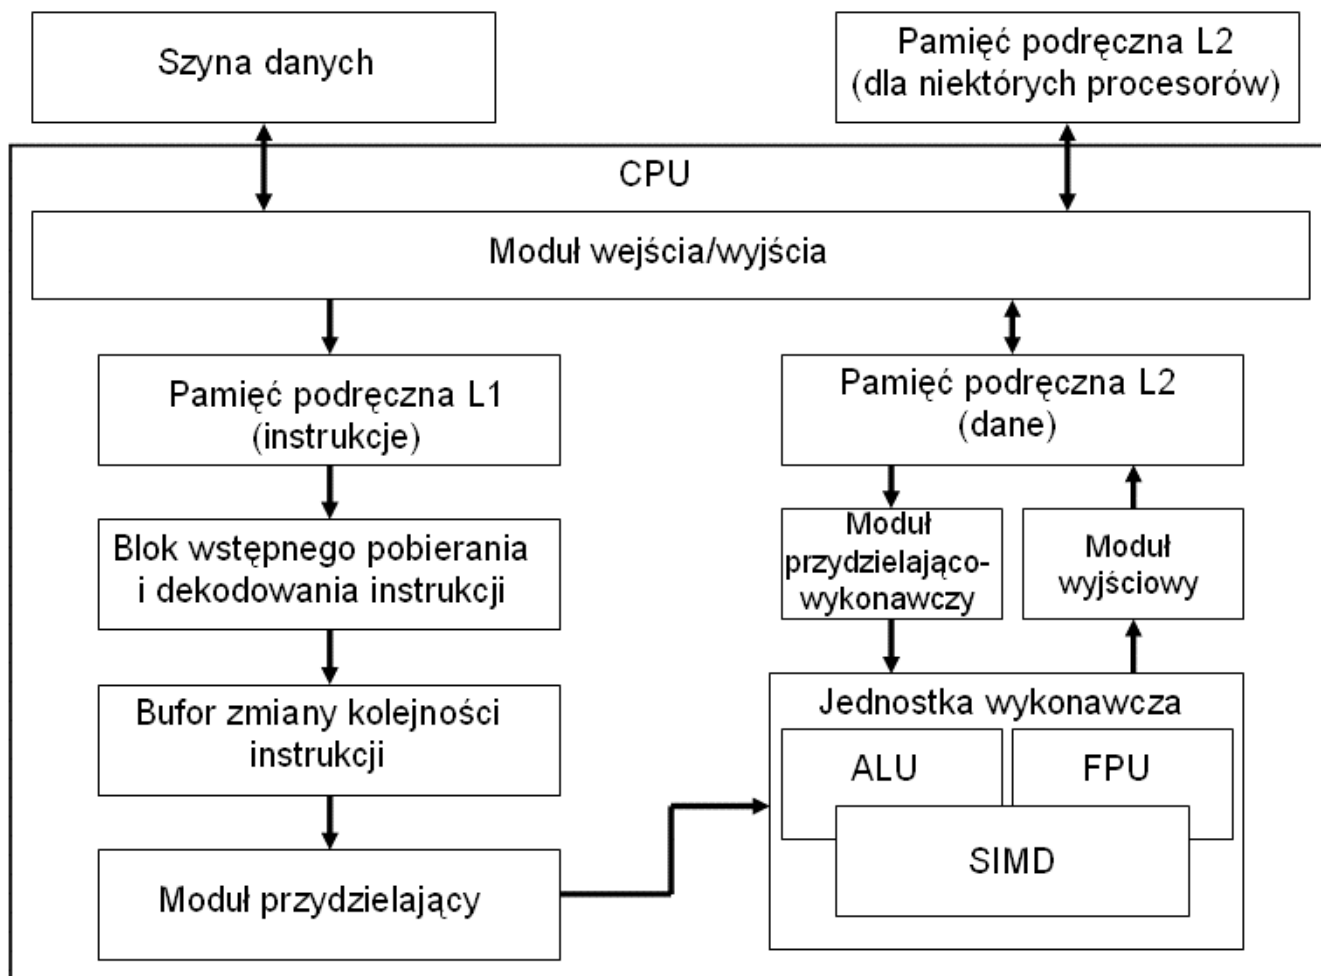 Szyna danych
Pamięć podręczna L2
(dla niektórych procesorów)
CPU
Moduł wejścia/wyjścia
Pamięć podręczna L1
(instrukcje)
Pamięć podręczna L2
(dane)
Blok wstępnego pobierania
i dekodowania instrukcji
Moduł
przydzielająco-
wykonawczy
Moduł
wyjściowy
Bufor zmiany kolejności
instrukcji
Jednostka wykonawcza
ALU
FPU
SIMD
Moduł przydzielający